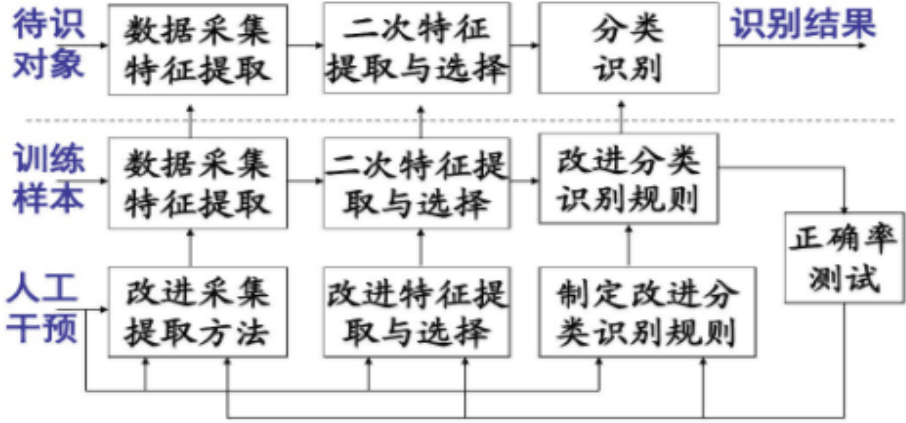 待识
对象
数据采集
特征提取
二次特征
提取与选择
分类
识别
识别结果
训练
样本
数据采集
特征提取
二次特征提
取与选择
改进分类
识别规则
正确率
测试
人工
干预
改进采集
提取方法
改进特征提
取与选择
制定改进分
类识别规则